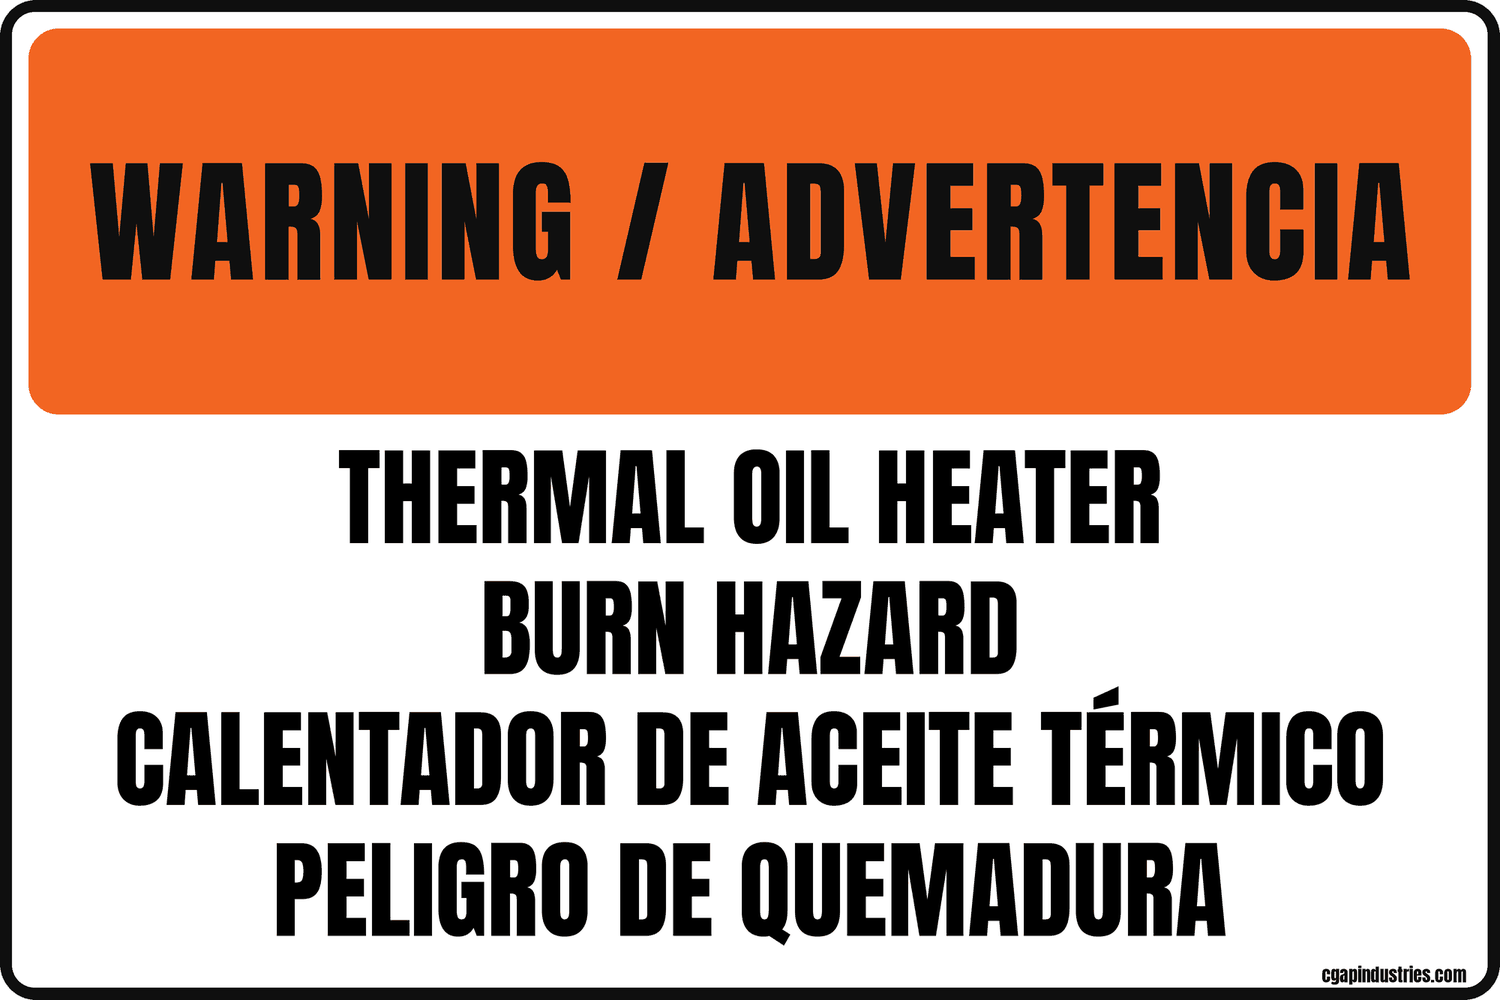 WARNING / ADVERTENCIA
THERMAL OIL HEATER
BURN HAZARD
CALENTADOR DE ACEITE TÉRMICO
PELIGRO DE QUEMADURA
cgapindustries.com